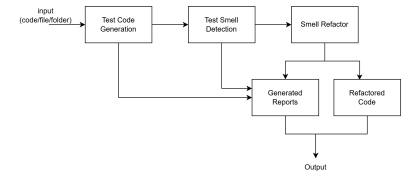 input
(code/file/folder)
Test Code
Generation
Test Smell
Detection
Smell Refactor
Generated
Reports
Refactored
Code
Output